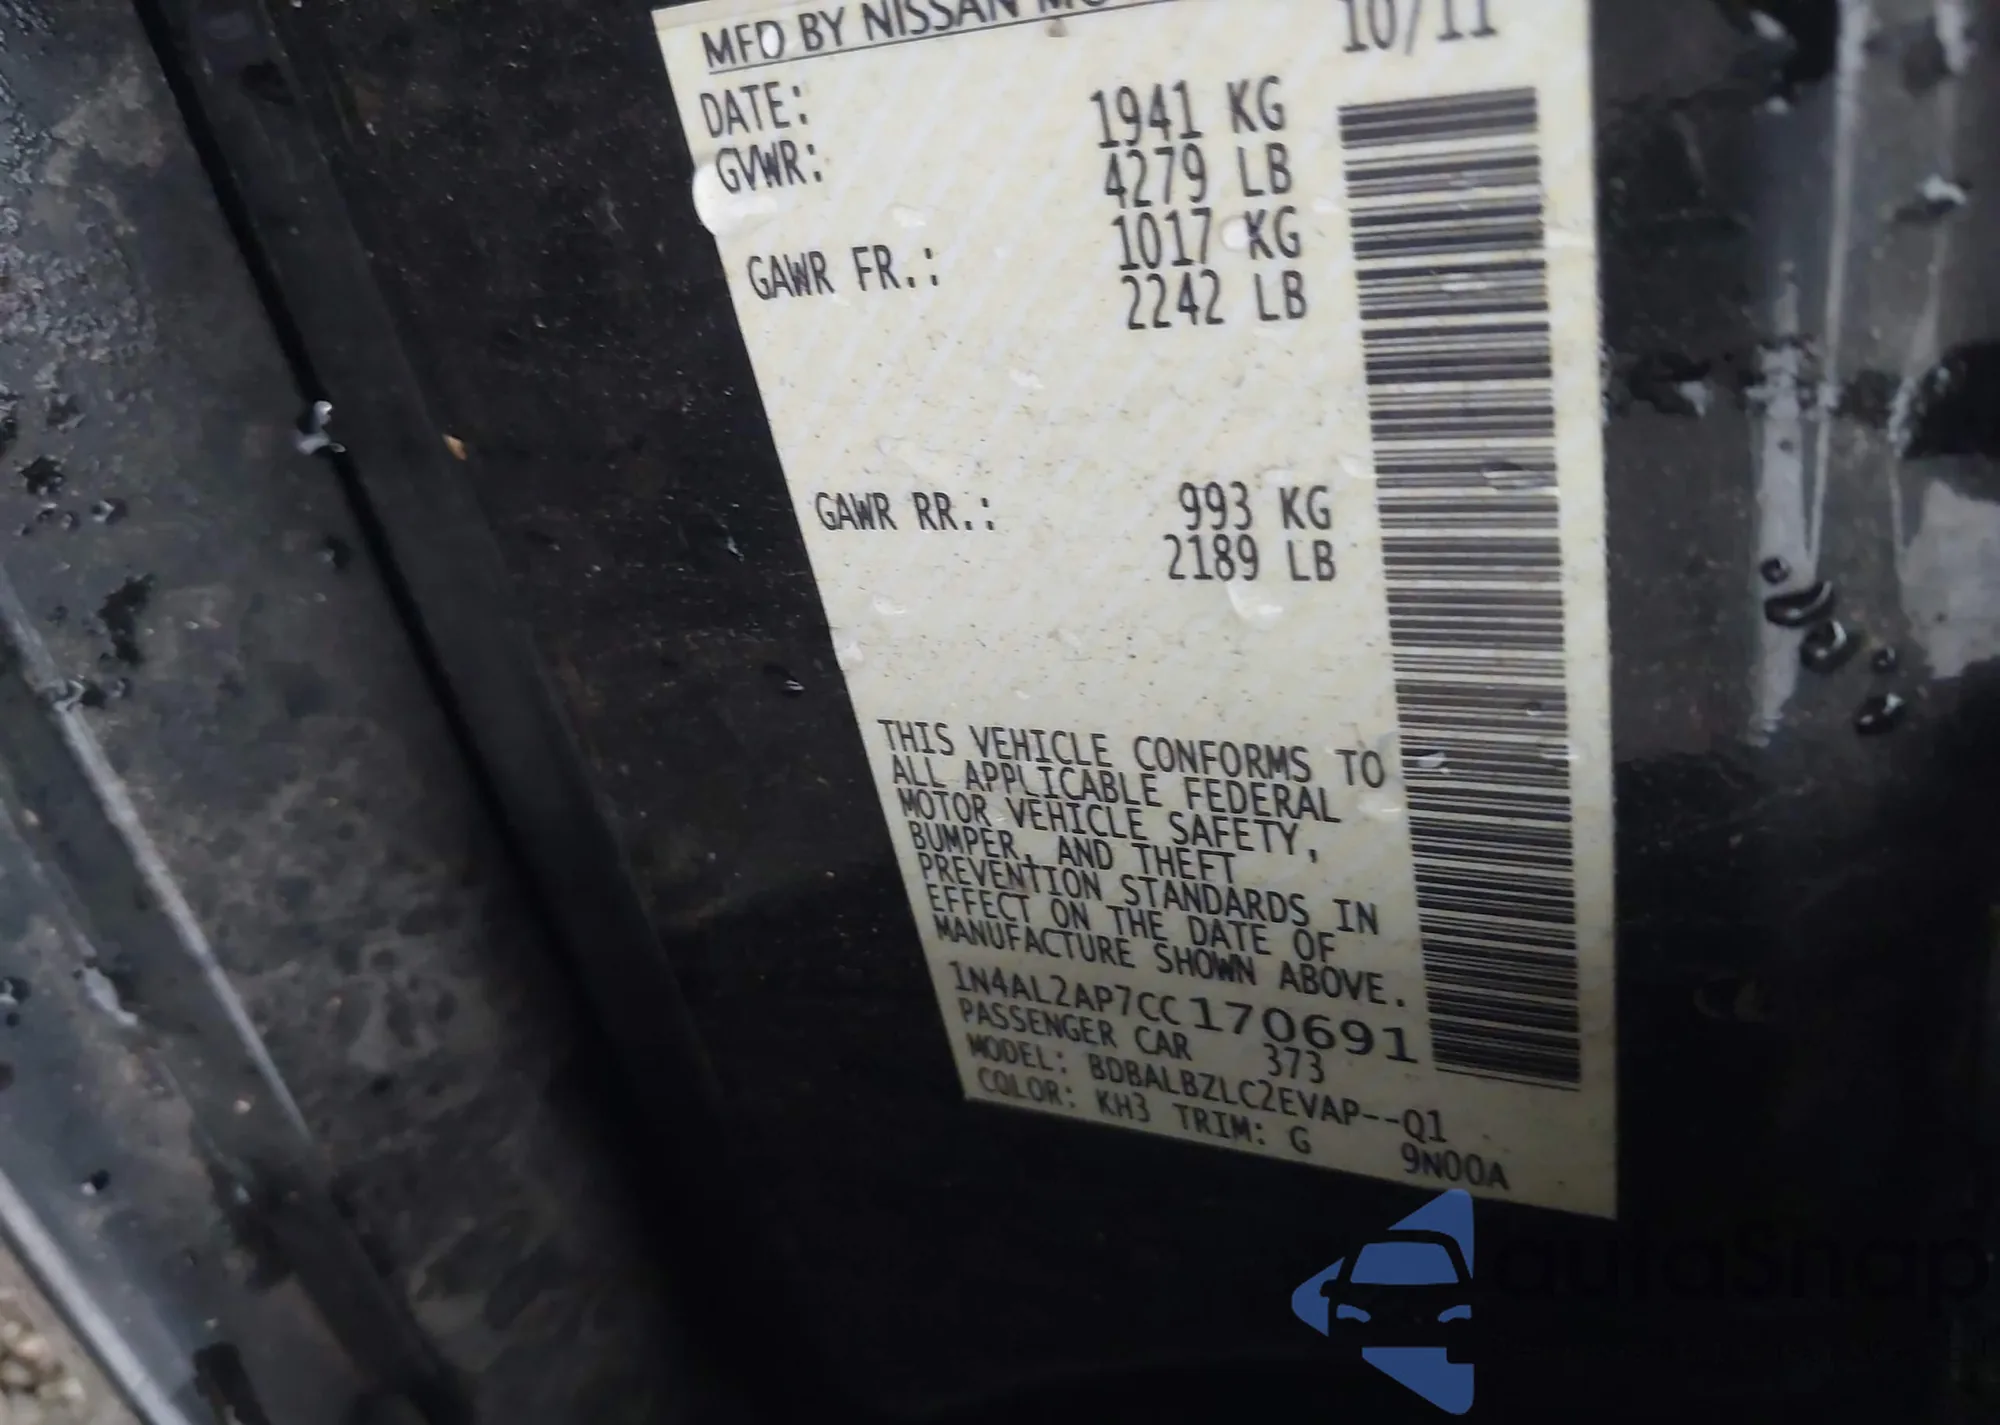 MFD BY NISSAN MO
10/11
DATE:
GVWR: 1941 KG
4279 LB
GAWR FR.: 1017 KG
2242 LB
GAWR RR.: 993 KG
2189 LB
THIS VEHICLE CONFORMS TO
ALL APPLICABLE FEDERAL
MOTOR VEHICLE SAFETY,
BUMPER, AND THEFT
PREVENTION STANDARDS IN
EFFECT ON THE DATE OF
MANUFACTURE SHOWN ABOVE.
1N4AL2AP7CC170691
PASSENGER CAR 373
MODEL: BDBALBZLC2EVAP--Q1
COLOR: KH3 TRIM: G 9N00A
autosnap